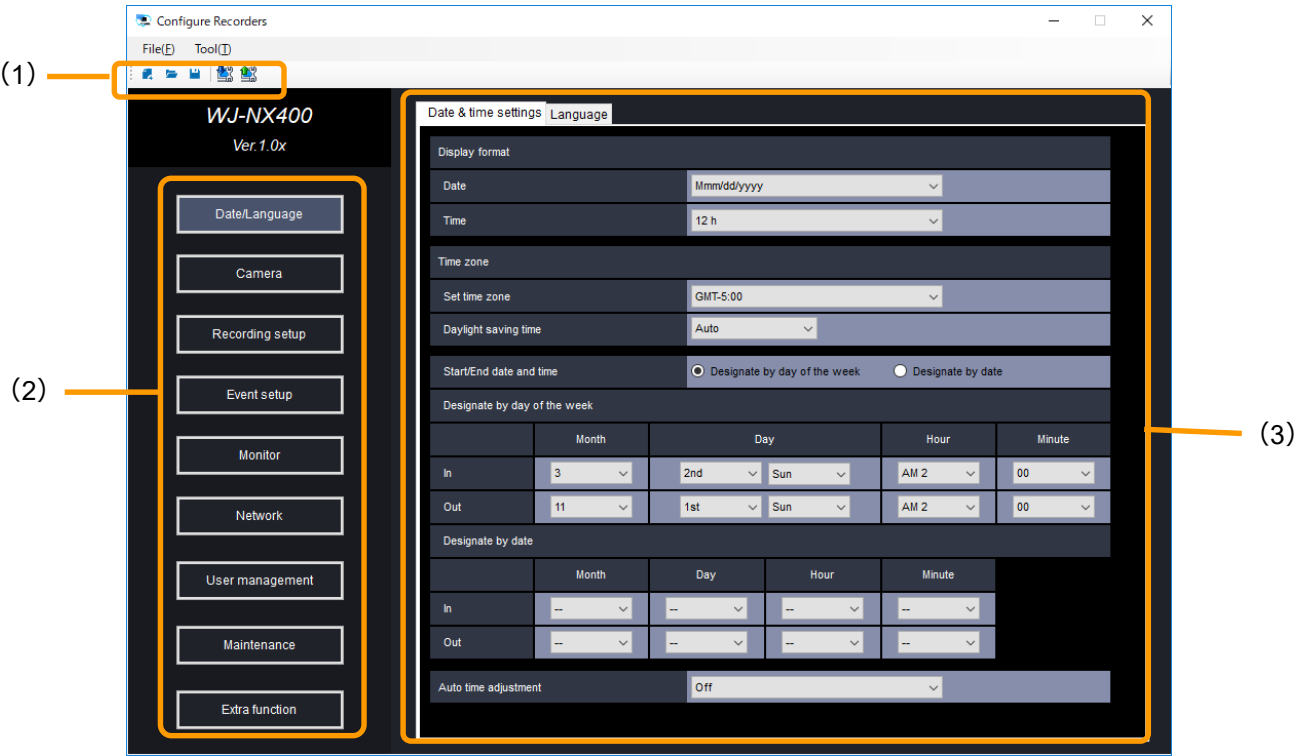 Configure Recorders
File(F) Tool(T)
(1)
WJ-NX400
Ver.1.0x
(2)
Date/Language
Camera
Recording setup
Event setup
Monitor
Network
User management
Maintenance
Extra function
(3)
Date & time settings Language
Display format
Date Mmm/dd/yyyy
Time 12 h
Time zone
Set time zone GMT-5:00
Daylight saving time Auto
Start/End date and time Designate by day of the week Designate by date
Designate by day of the week
Month Day Hour Minute
In 3 2nd Sun AM 2 00
Out 11 1st Sun AM 2 00
Designate by date
Month Day Hour Minute
In -- -- -- --
Out -- -- -- --
Auto time adjustment Off